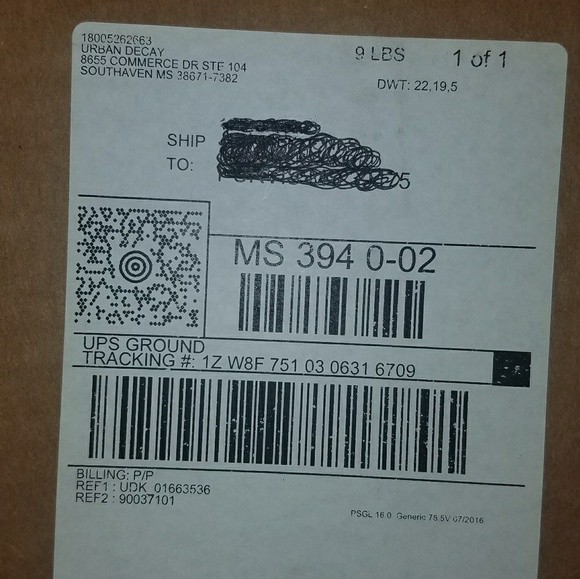 18005262663
URBAN DECAY
8655 COMMERCE DR STE 104
SOUTHAVEN MS 38671-7382
9 LBS
1 of 1
DWT: 22,19,5
SHIP
TO:
MS 394 0-02
UPS GROUND
TRACKING #: 1Z W8F 751 03 0631 6709
BILLING: P/P
REF1 : UDK 01663536
REF2 : 90037101
PSGL 16.0 Generic 78.5V 07/2016